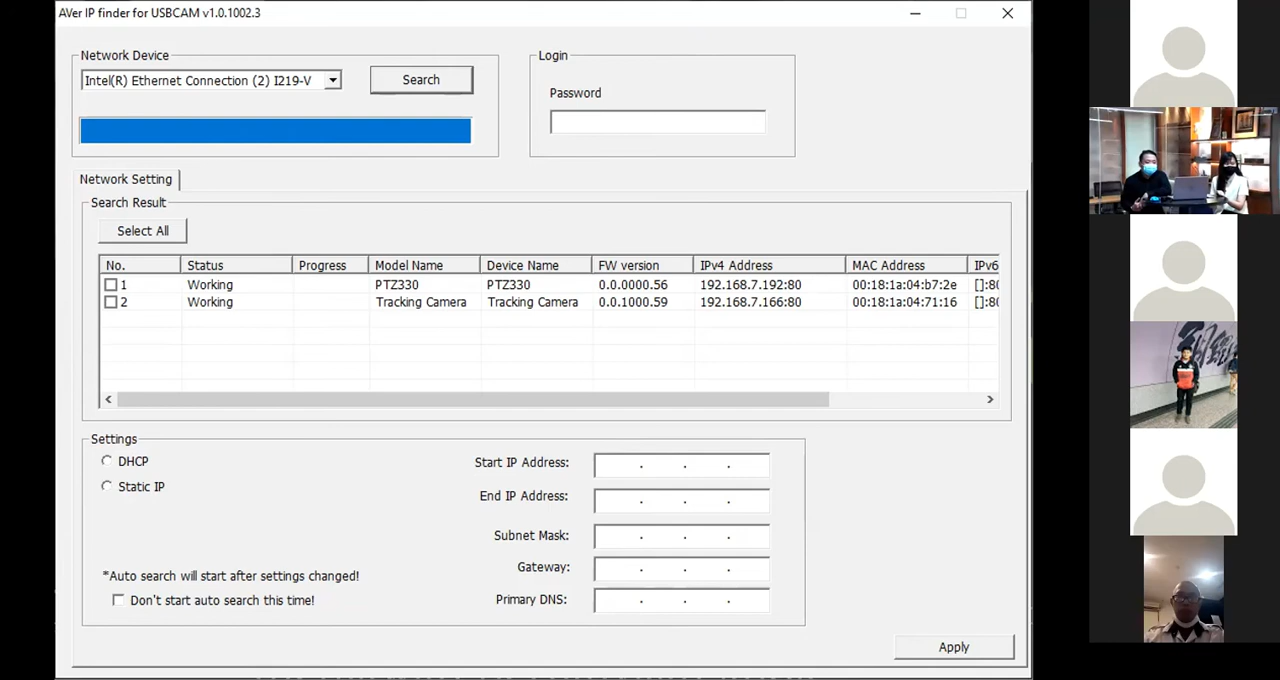 AVer IP finder for USBCAM v1.0.1002.3
Network Device
Login
Intel(R) Ethernet Connection (2) I219-V
Search
Password
Network Setting
Search Result
Select All
No. Status Progress Model Name Device Name FW version IPv4 Address MAC Address IPv6
1 Working PTZ330 PTZ330 0.0.0000.56 192.168.7.192:80 00:18:1a:04:b7:2e []:80
2 Working Tracking Camera Tracking Camera 0.0.1000.59 192.168.7.166:80 00:18:1a:04:71:16 []:80
Settings
DHCP
Static IP
Start IP Address:
End IP Address:
Subnet Mask:
Gateway:
Primary DNS:
*Auto search will start after settings changed!
Don't start auto search this time!
Apply